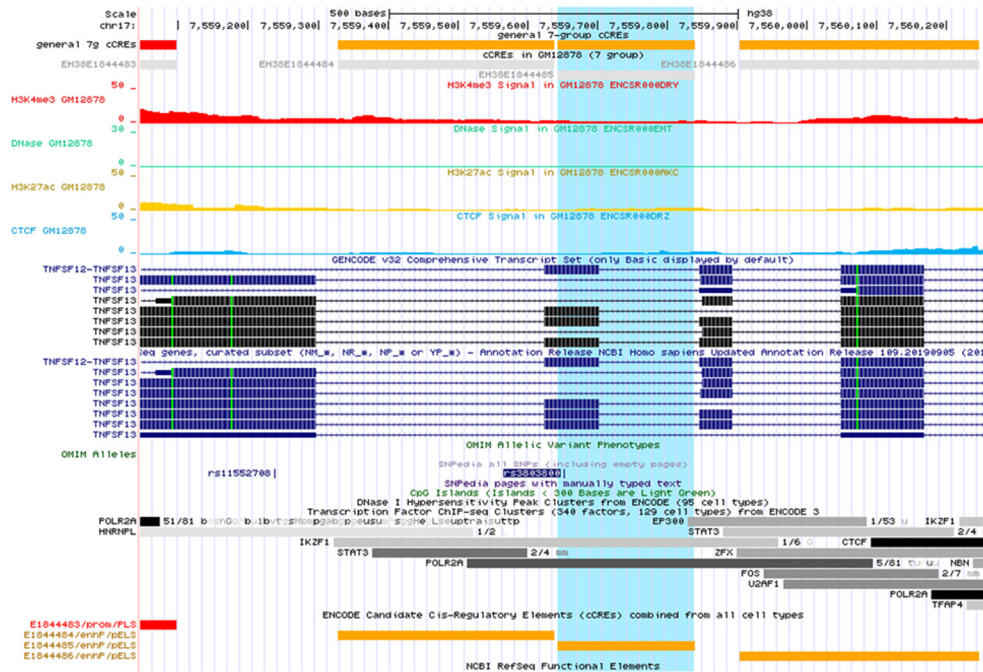 Scale 500 bases hg38
chr17: 7,559,200 7,559,300 7,559,400 7,559,500 7,559,600 7,559,700 7,559,800 7,559,900 7,560,000 7,560,100 7,560,200
general 7-group cCREs
general 7g cCREs
cCREs in GM12878 (7 group)
EH38E1844483 EH38E1844484 EH38E1844486
EH38E1844485
50 H3K4me3 Signal in GM12878 ENCSR000DRY
H3K4me3 GM12878
0
30 DNase Signal in GM12878 ENCSR000EMT
DNase GM12878
0
50 H3K27ac Signal in GM12878 ENCSR000AKC
H3K27ac GM12878
0
50 CTCF Signal in GM12878 ENCSR000DRZ
CTCF GM12878
0
GENCODE v32 Comprehensive Transcript Set (only Basic displayed by default)
TNFSF12-TNFSF13
TNFSF13
TNFSF13
TNFSF13
TNFSF13
TNFSF13
TNFSF13
TNFSF13
Seq genes, curated subset (NM_*, NR_*, NP_* or YP_*) - Annotation Release NCBI Homo sapiens Updated Annotation Release 109.20190905 (201
TNFSF12-TNFSF13
TNFSF13
TNFSF13
TNFSF13
TNFSF13
TNFSF13
TNFSF13
TNFSF13
OMIM Allelic Variant Phenotypes
OMIM Alleles
SNPedia all SNPs (including empty pages)
rs11552708 rs3803800
SNPedia pages with manually typed text
CpG Islands (Islands < 300 Bases are Light Green)
DNase I Hypersensitivity Peak Clusters from ENCODE (95 cell types)
Transcription Factor ChIP-seq Clusters (340 factors, 129 cell types) from ENCODE 3
POLR2A 51/81 EP300 1/53 u IKZF1
HNRNPL 1/2 L STAT3 2/4
IKZF1 1/6 G CTCF
STAT3 2/4 mm ZFX
POLR2A 5/81 NBN
FOS 2/7 mm
U2AF1
POLR2A
TFAP4
ENCODE Candidate Cis-Regulatory Elements (cCREs) combined from all cell types
E1844483/prom/PLS
E1844484/enhP/pELS
E1844485/enhP/pELS
E1844486/enhP/pELS
NCBI RefSeq Functional Elements